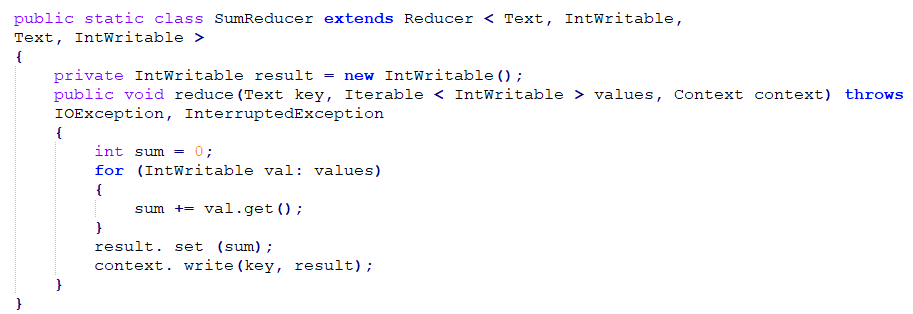 public static class SumReducer extends Reducer < Text, IntWritable,
Text, IntWritable >
{
private IntWritable result = new IntWritable();
public void reduce(Text key, Iterable < IntWritable > values, Context context) throws
IOException, InterruptedException
{
int sum = 0;
for (IntWritable val: values)
{
sum += val.get();
}
result. set (sum);
context. write(key, result);
}
}